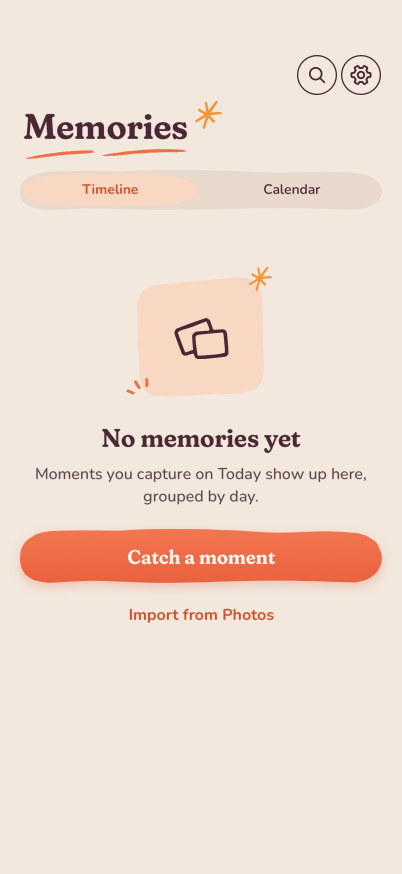 Memories
Timeline
Calendar
No memories yet
Moments you capture on Today show up here,
grouped by day.
Catch a moment
Import from Photos